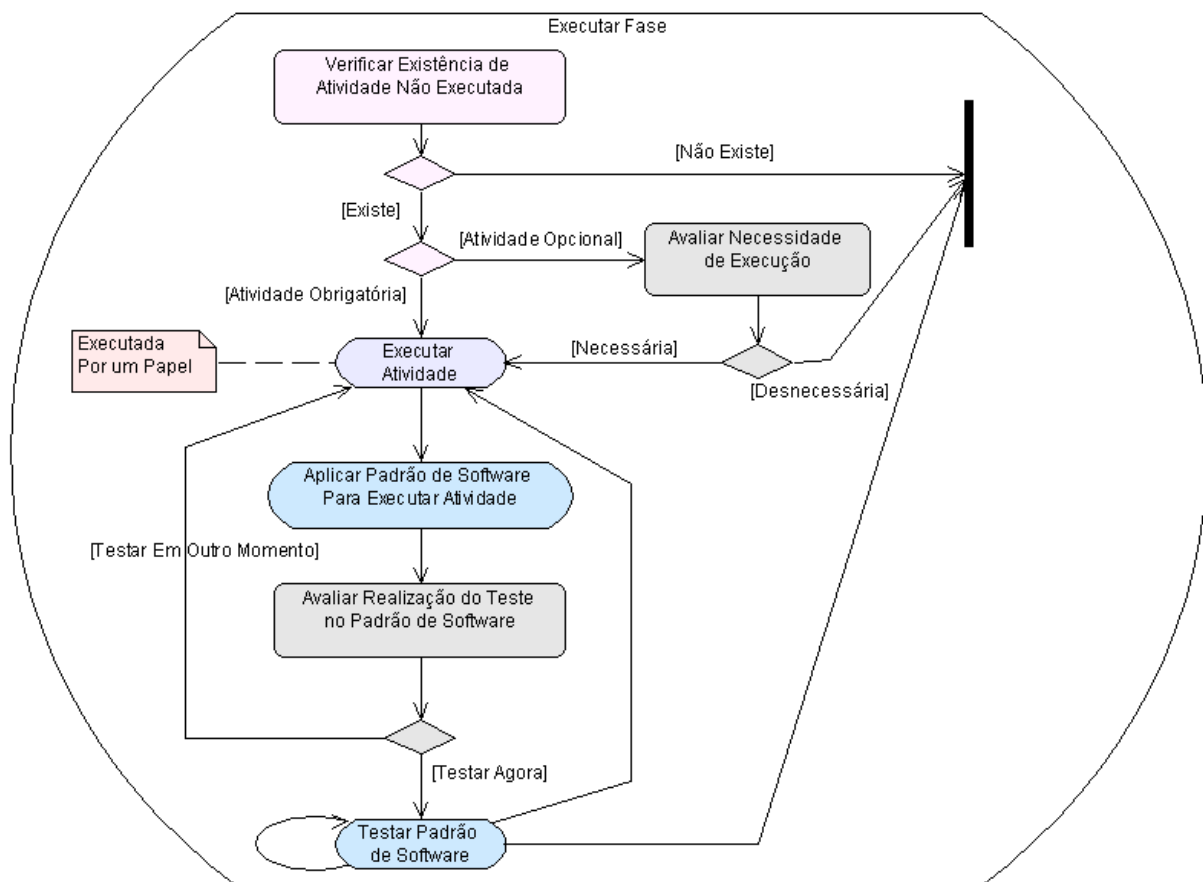 Executar Fase
Verificar Existência de
Atividade Não Executada
[Não Existe]
[Existe]
[Atividade Opcional]
Avaliar Necessidade
de Execução
[Atividade Obrigatória]
Executada
Por um Papel
Executar
Atividade
[Necessária]
[Desnecessária]
Aplicar Padrão de Software
Para Executar Atividade
[Testar Em Outro Momento]
Avaliar Realização do Teste
no Padrão de Software
[Testar Agora]
Testar Padrão
de Software